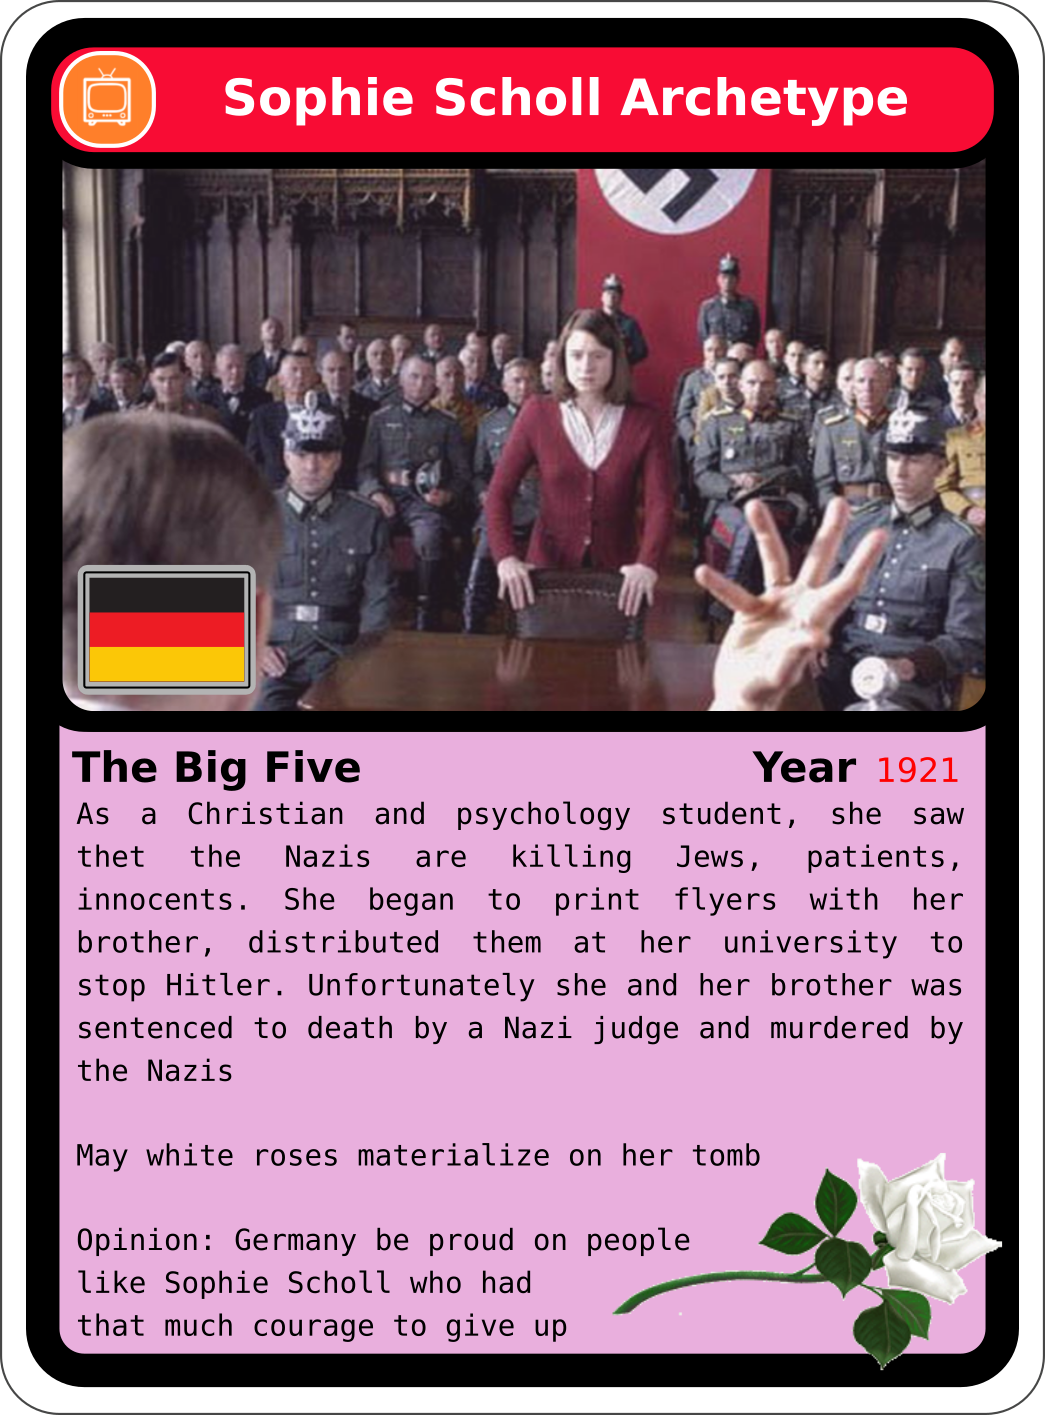 Sophie Scholl Archetype
The Big Five
Year 1921
As a Christian and psychology student, she saw
thet the Nazis are killing Jews, patients,
innocents. She began to print flyers with her
brother, distributed them at her university to
stop Hitler. Unfortunately she and her brother was
sentenced to death by a Nazi judge and murdered by
the Nazis
May white roses materialize on her tomb
Opinion: Germany be proud on people
like Sophie Scholl who had
that much courage to give up